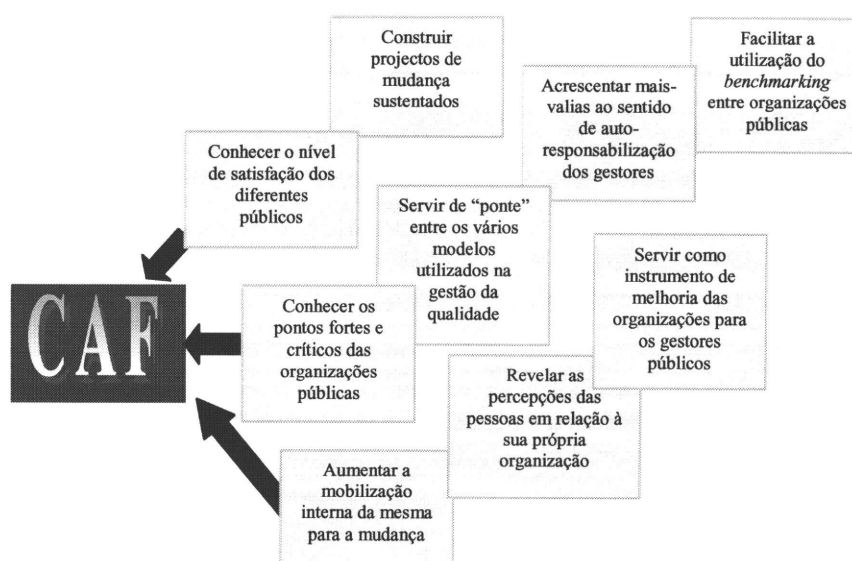 Construir
projectos de
mudança
sustentados
Facilitar a
utilização do
benchmarking
entre organizações
públicas
Acrescentar mais-
valias ao sentido
de auto-
responsabilização
dos gestores
Conhecer o nível
de satisfação dos
diferentes
públicos
Servir de “ponte”
entre os vários
modelos
utilizados na
gestão da
qualidade
Servir como
instrumento de
melhoria das
organizações para
os gestores
públicos
CAF
Conhecer os
pontos fortes e
críticos das
organizações
públicas
Revelar as
percepções das
pessoas em relação à
sua própria
organização
Aumentar a
mobilização
interna da mesma
para a mudança